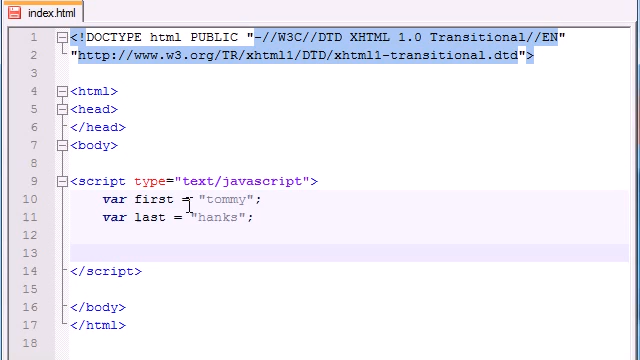 index.html
1 <!DOCTYPE html PUBLIC "-//W3C//DTD XHTML 1.0 Transitional//EN"
2 "http://www.w3.org/TR/xhtml1/DTD/xhtml1-transitional.dtd">
3
4 <html>
5 <head>
6 </head>
7 <body>
8
9 <script type="text/javascript">
10 var first = "tommy";
11 var last = "hanks";
12
13
14 </script>
15
16 </body>
17 </html>
18